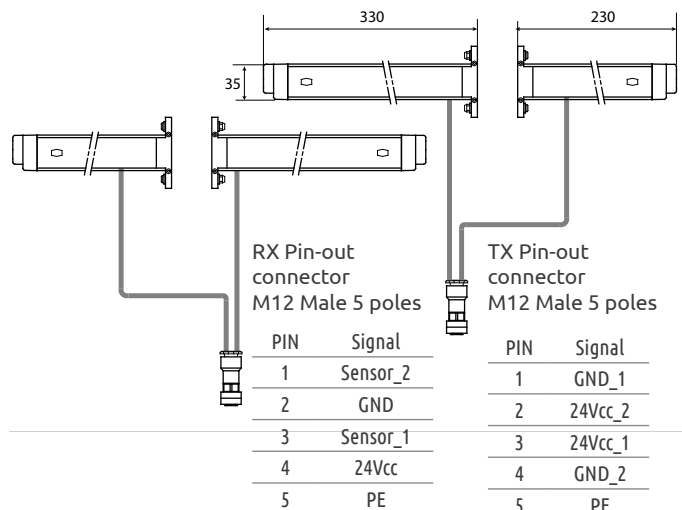 330
230
35
RX Pin-out
connector
M12 Male 5 poles
PIN Signal
1 Sensor_2
2 GND
3 Sensor_1
4 24Vcc
5 PE
TX Pin-out
connector
M12 Male 5 poles
PIN Signal
1 GND_1
2 24Vcc_2
3 24Vcc_1
4 GND_2
5 PE